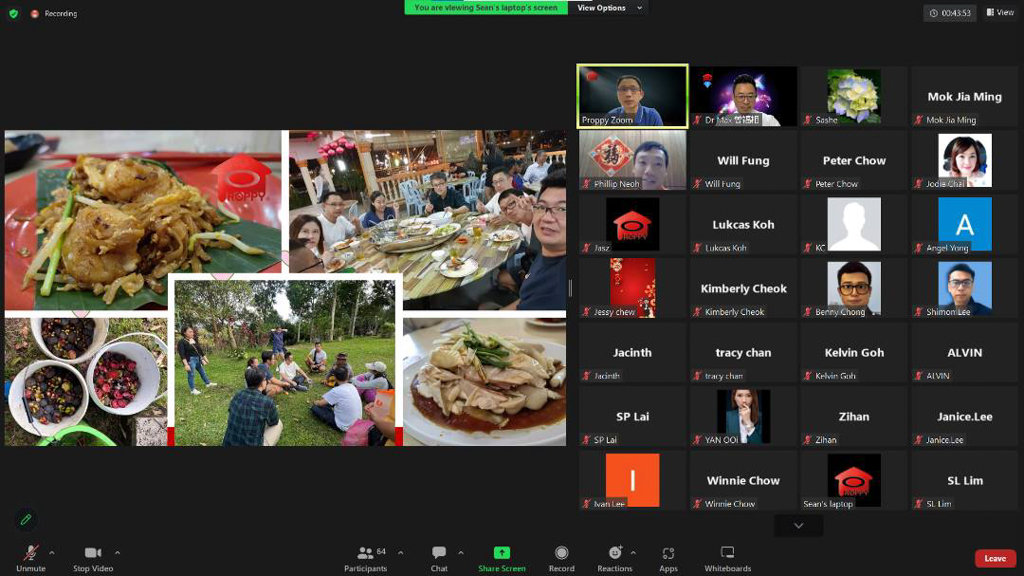 Recording
You are viewing Sean's laptop's screen
View Options
00:43:53
View
Proppy Zoom
Dr Max 曾福相
Sashe
Mok Jia Ming
Mok Jia Ming
Phillip Neoh
Will Fung
Will Fung
Peter Chow
Peter Chow
Jodie Chai
Jasz
Lukcas Koh
Lukcas Koh
KC
A
Angel Yong
Jessy chew
Kimberly Cheok
Kimberly Cheok
Benny Chong
Shimon Lee
Jacinth
Jacinth
tracy chan
tracy chan
Kelvin Goh
Kelvin Goh
ALVIN
ALVIN
SP Lai
SP Lai
YAN OOI
Zihan
Zihan
Janice.Lee
Janice.Lee
I
Ivan Lee
Winnie Chow
Winnie Chow
Sean's laptop
SL Lim
SL Lim
Unmute
Stop Video
64
Participants
Chat
Share Screen
Record
Reactions
Apps
Whiteboards
Leave